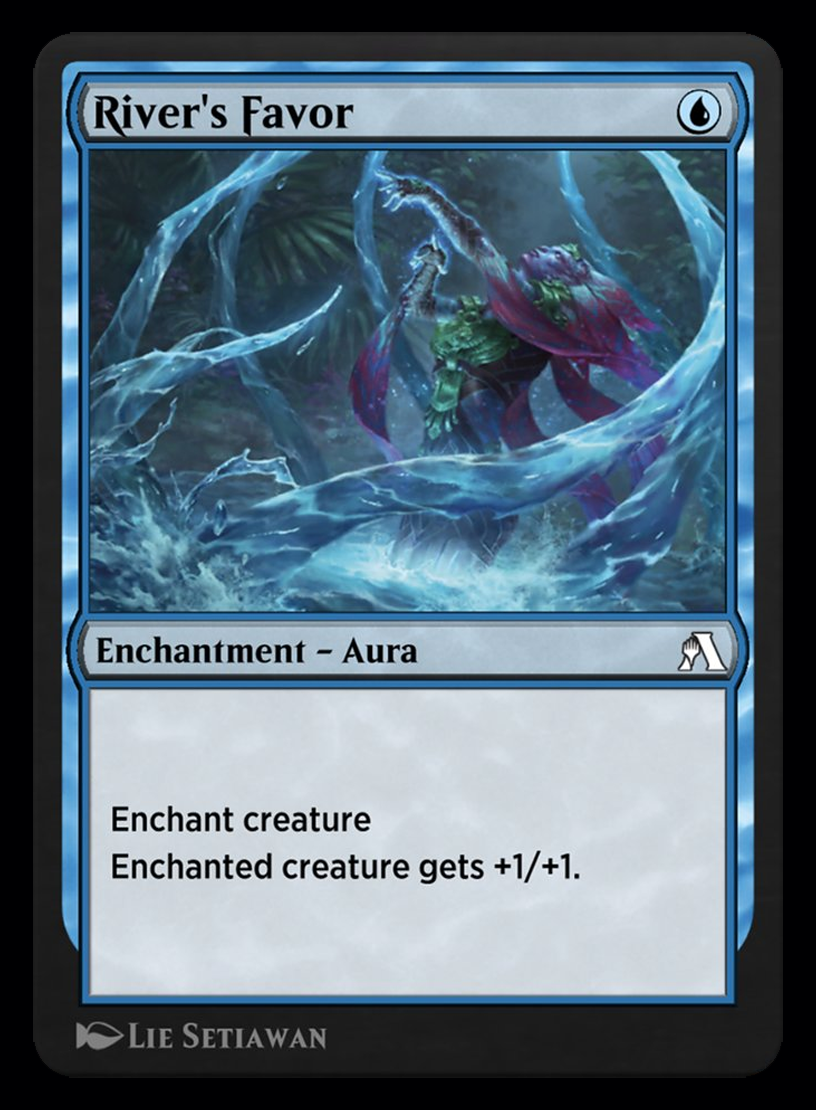 River's Favor
Enchantment – Aura
Enchant creature
Enchanted creature gets +1/+1.
Lie Setiawan